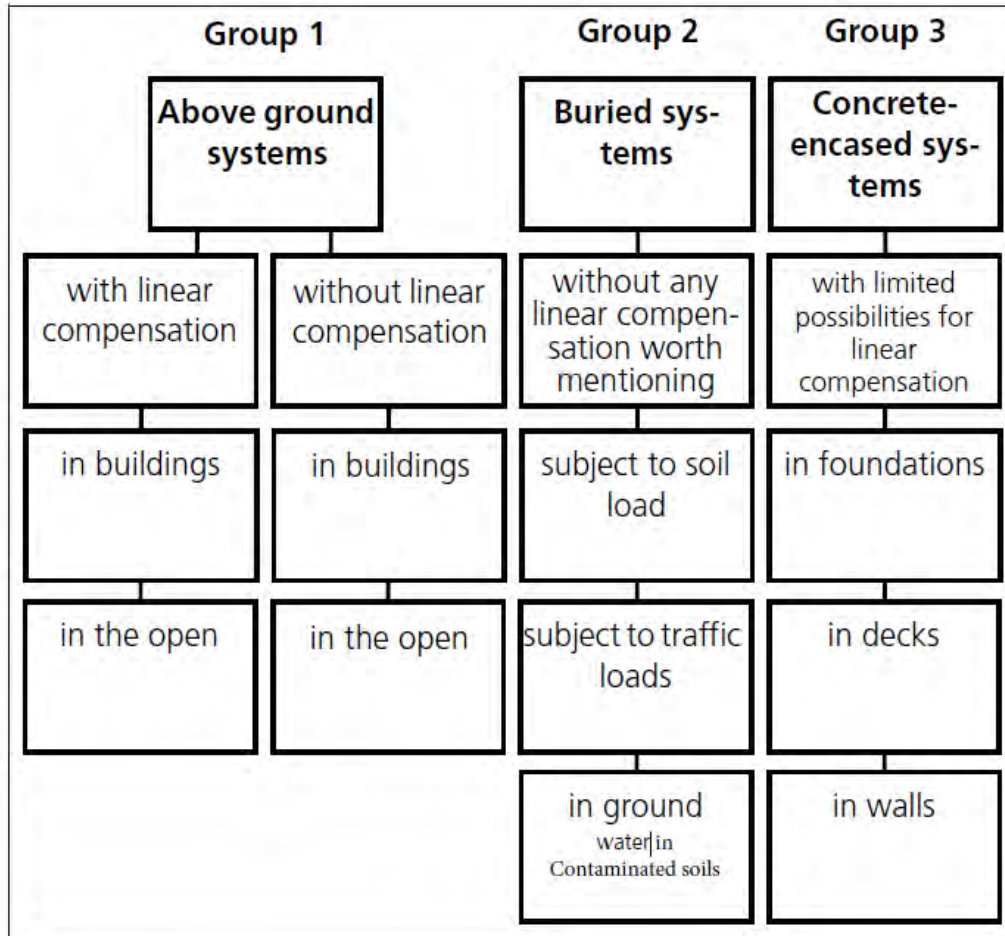 Group 1
Group 2
Group 3
Above ground
systems
Buried sys-
tems
Concrete-
encased sys-
tems
with linear
compensation
without linear
compensation
without any
linear compen-
sation worth
mentioning
with limited
possibilities for
linear
compensation
in buildings
in buildings
subject to soil
load
in foundations
in the open
in the open
subject to traffic
loads
in decks
in ground
water in
Contaminated soils
in walls